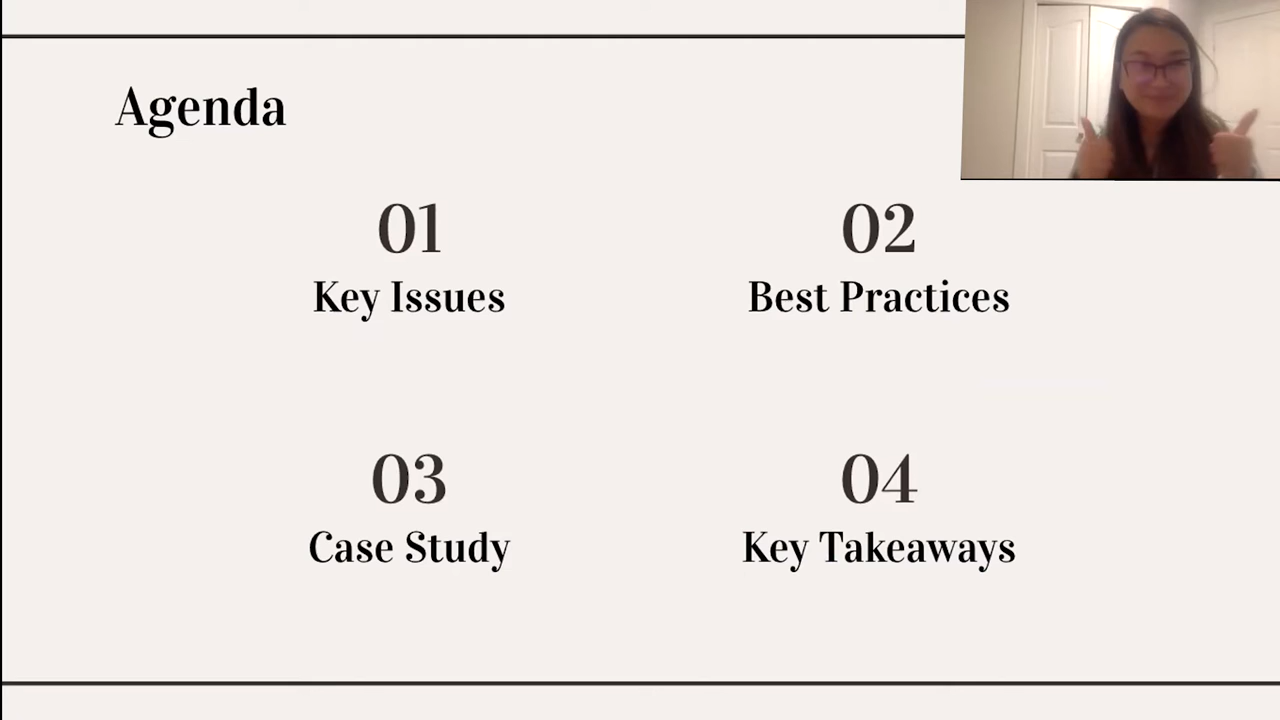 Agenda
01
Key Issues
02
Best Practices
03
Case Study
04
Key Takeaways